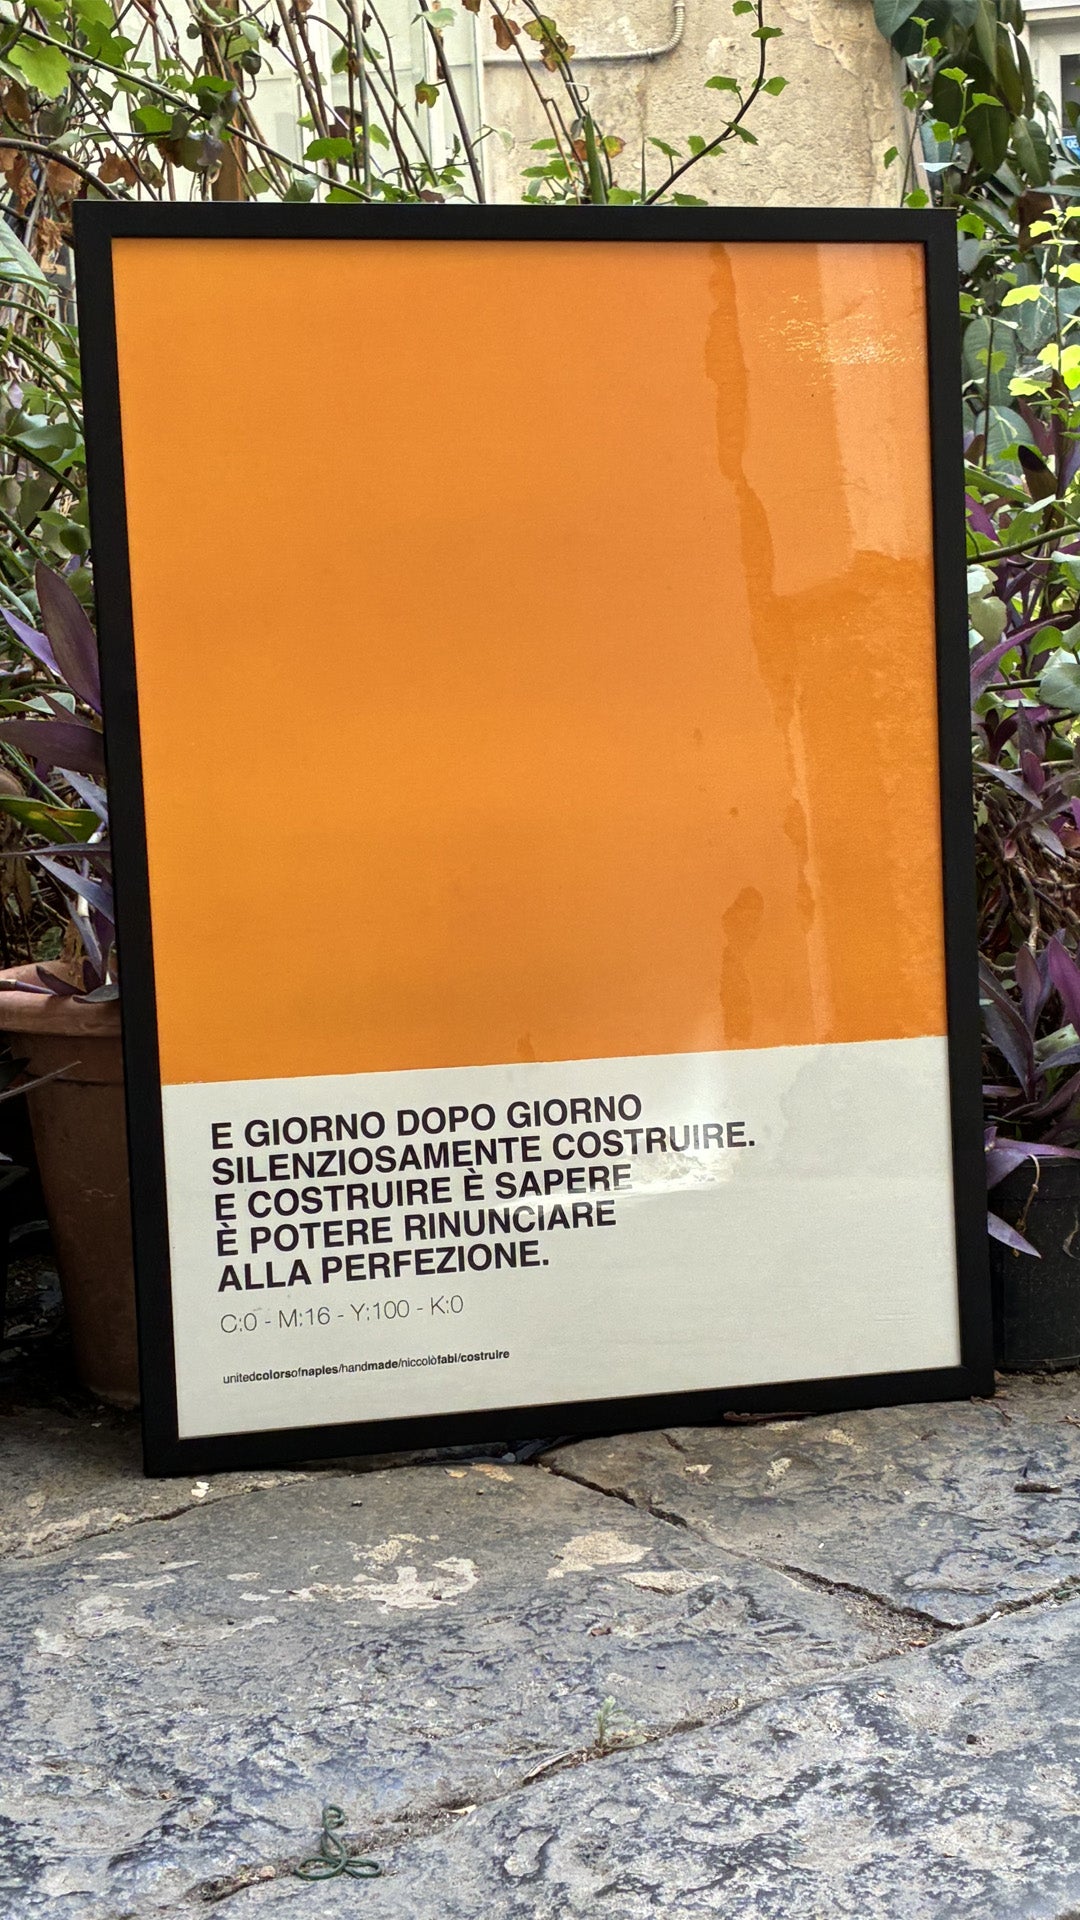 E GIORNO DOPO GIORNO
SILENZIOSAMENTE COSTRUIRE.
E COSTRUIRE È SAPERE
È POTERE RINUNCIARE
ALLA PERFEZIONE.
C:0 - M:16 - Y:100 - K:0
unitedcolorsofnaples/handmade/niccolòfabi/costruire